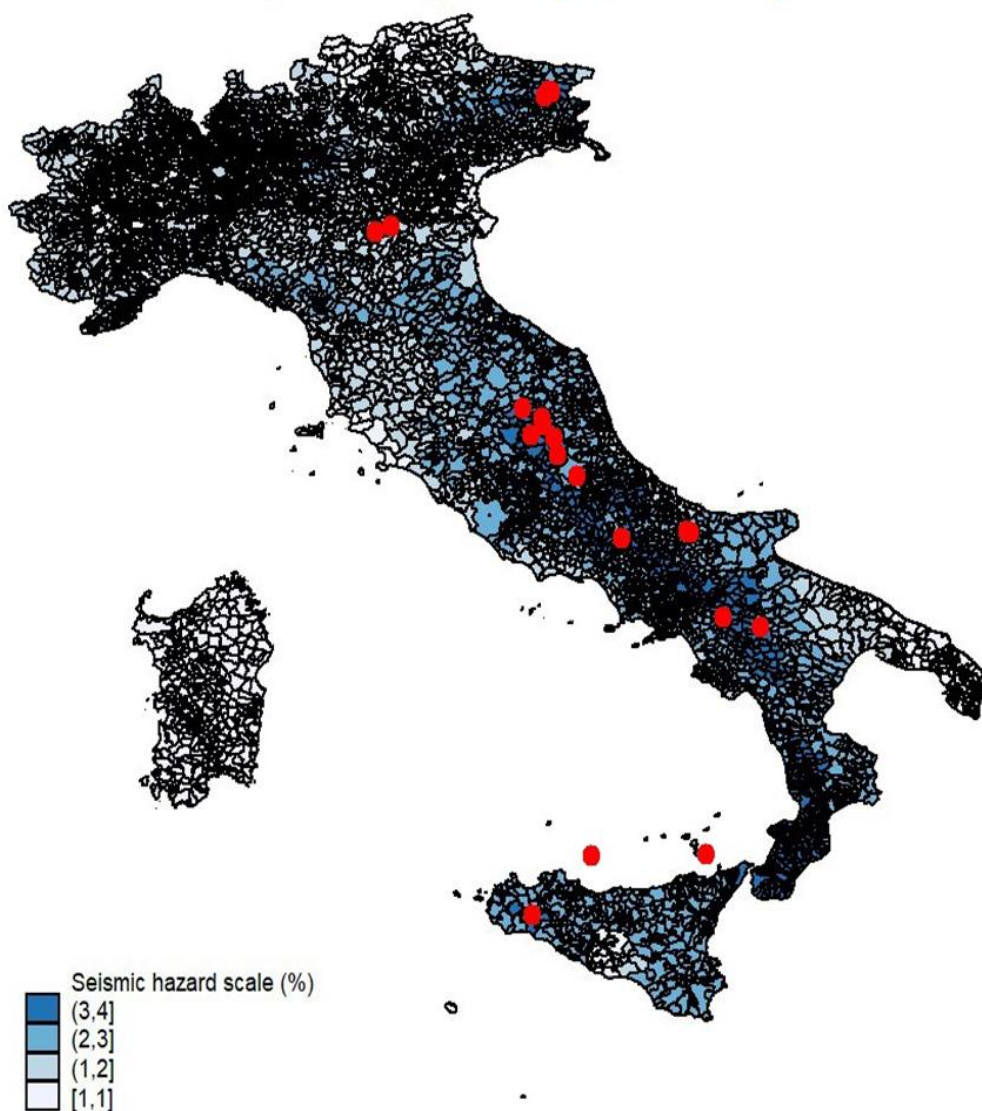 Seismic hazard scale (%)
(3,4]
(2,3]
(1,2]
[1,1]